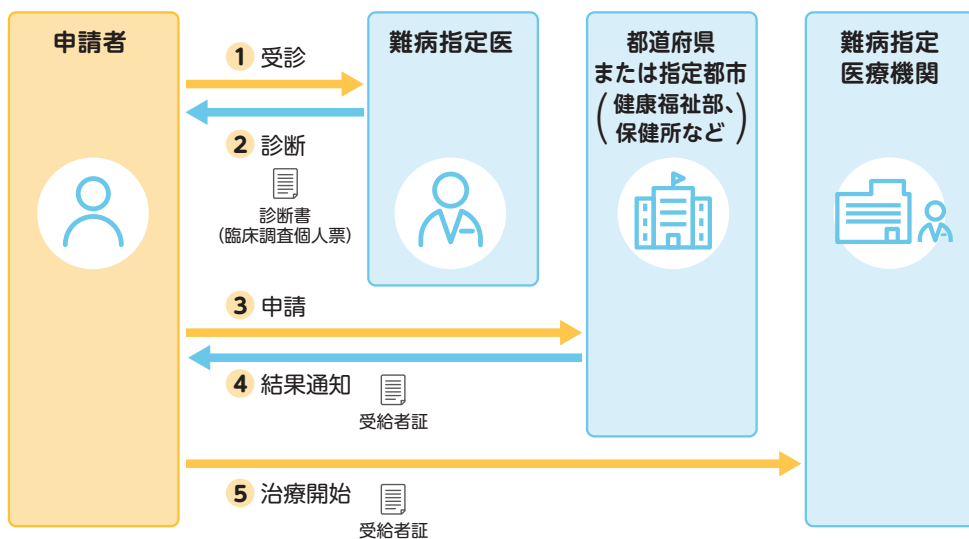 申請者
難病指定医
都道府県
または指定都市
(健康福祉部、
保健所など)
難病指定
医療機関
1 受診
2 診断
診断書
(臨床調査個人票)
3 申請
4 結果通知
受給者証
5 治療開始
受給者証